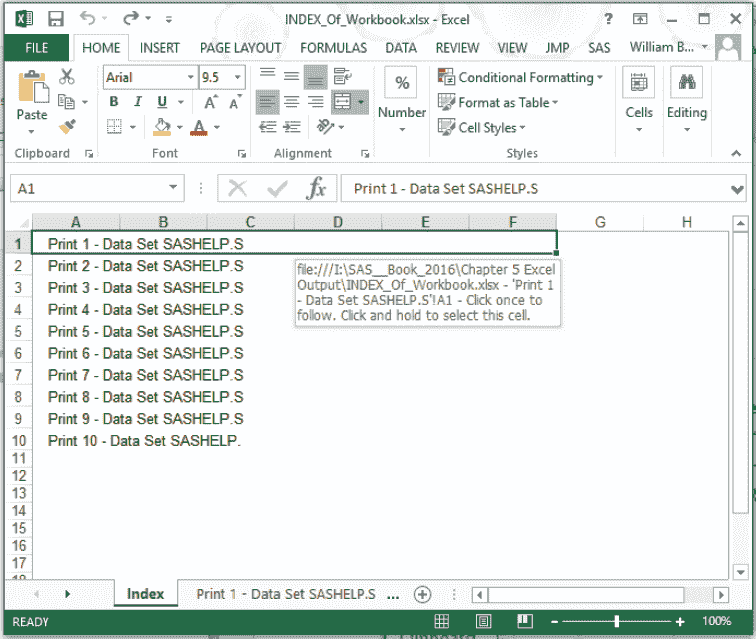 INDEX_Of_Workbook.xlsx - Excel
?
FILE HOME INSERT PAGE LAYOUT FORMULAS DATA REVIEW VIEW JMP SAS William B...
Paste
Arial 9.5
B I U A A
%
Number
Conditional Formatting
Format as Table
Cell Styles
Cells
Editing
Clipboard Font Alignment Styles
A1 fx Print 1 - Data Set SASHELP.S
A B C D E F G H
1 Print 1 - Data Set SASHELP.S
2 Print 2 - Data Set SASHELP.S
3 Print 3 - Data Set SASHELP.S
4 Print 4 - Data Set SASHELP.S
5 Print 5 - Data Set SASHELP.S
6 Print 6 - Data Set SASHELP.S
7 Print 7 - Data Set SASHELP.S
8 Print 8 - Data Set SASHELP.S
9 Print 9 - Data Set SASHELP.S
10 Print 10 - Data Set SASHELP.
11
12
13
14
15
16
17
file:///I:\SAS__Book_2016\Chapter 5 Excel
Output\INDEX_Of_Workbook.xlsx - 'Print 1
- Data Set SASHELP.S'!A1 - Click once to
follow. Click and hold to select this cell.
Index Print 1 - Data Set SASHELP.S ...
READY 100%